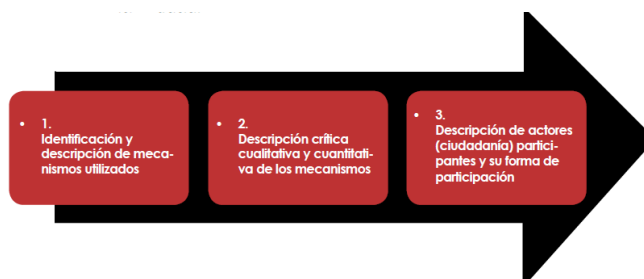 • 1.
Identificación y
descripción de meca-
nismos utilizados
• 2.
Descripción crítica
cualitativa y cuantitati-
va de los mecanismos
• 3.
Descripción de actores
(ciudadanía) partici-
pantes y su forma de
participación